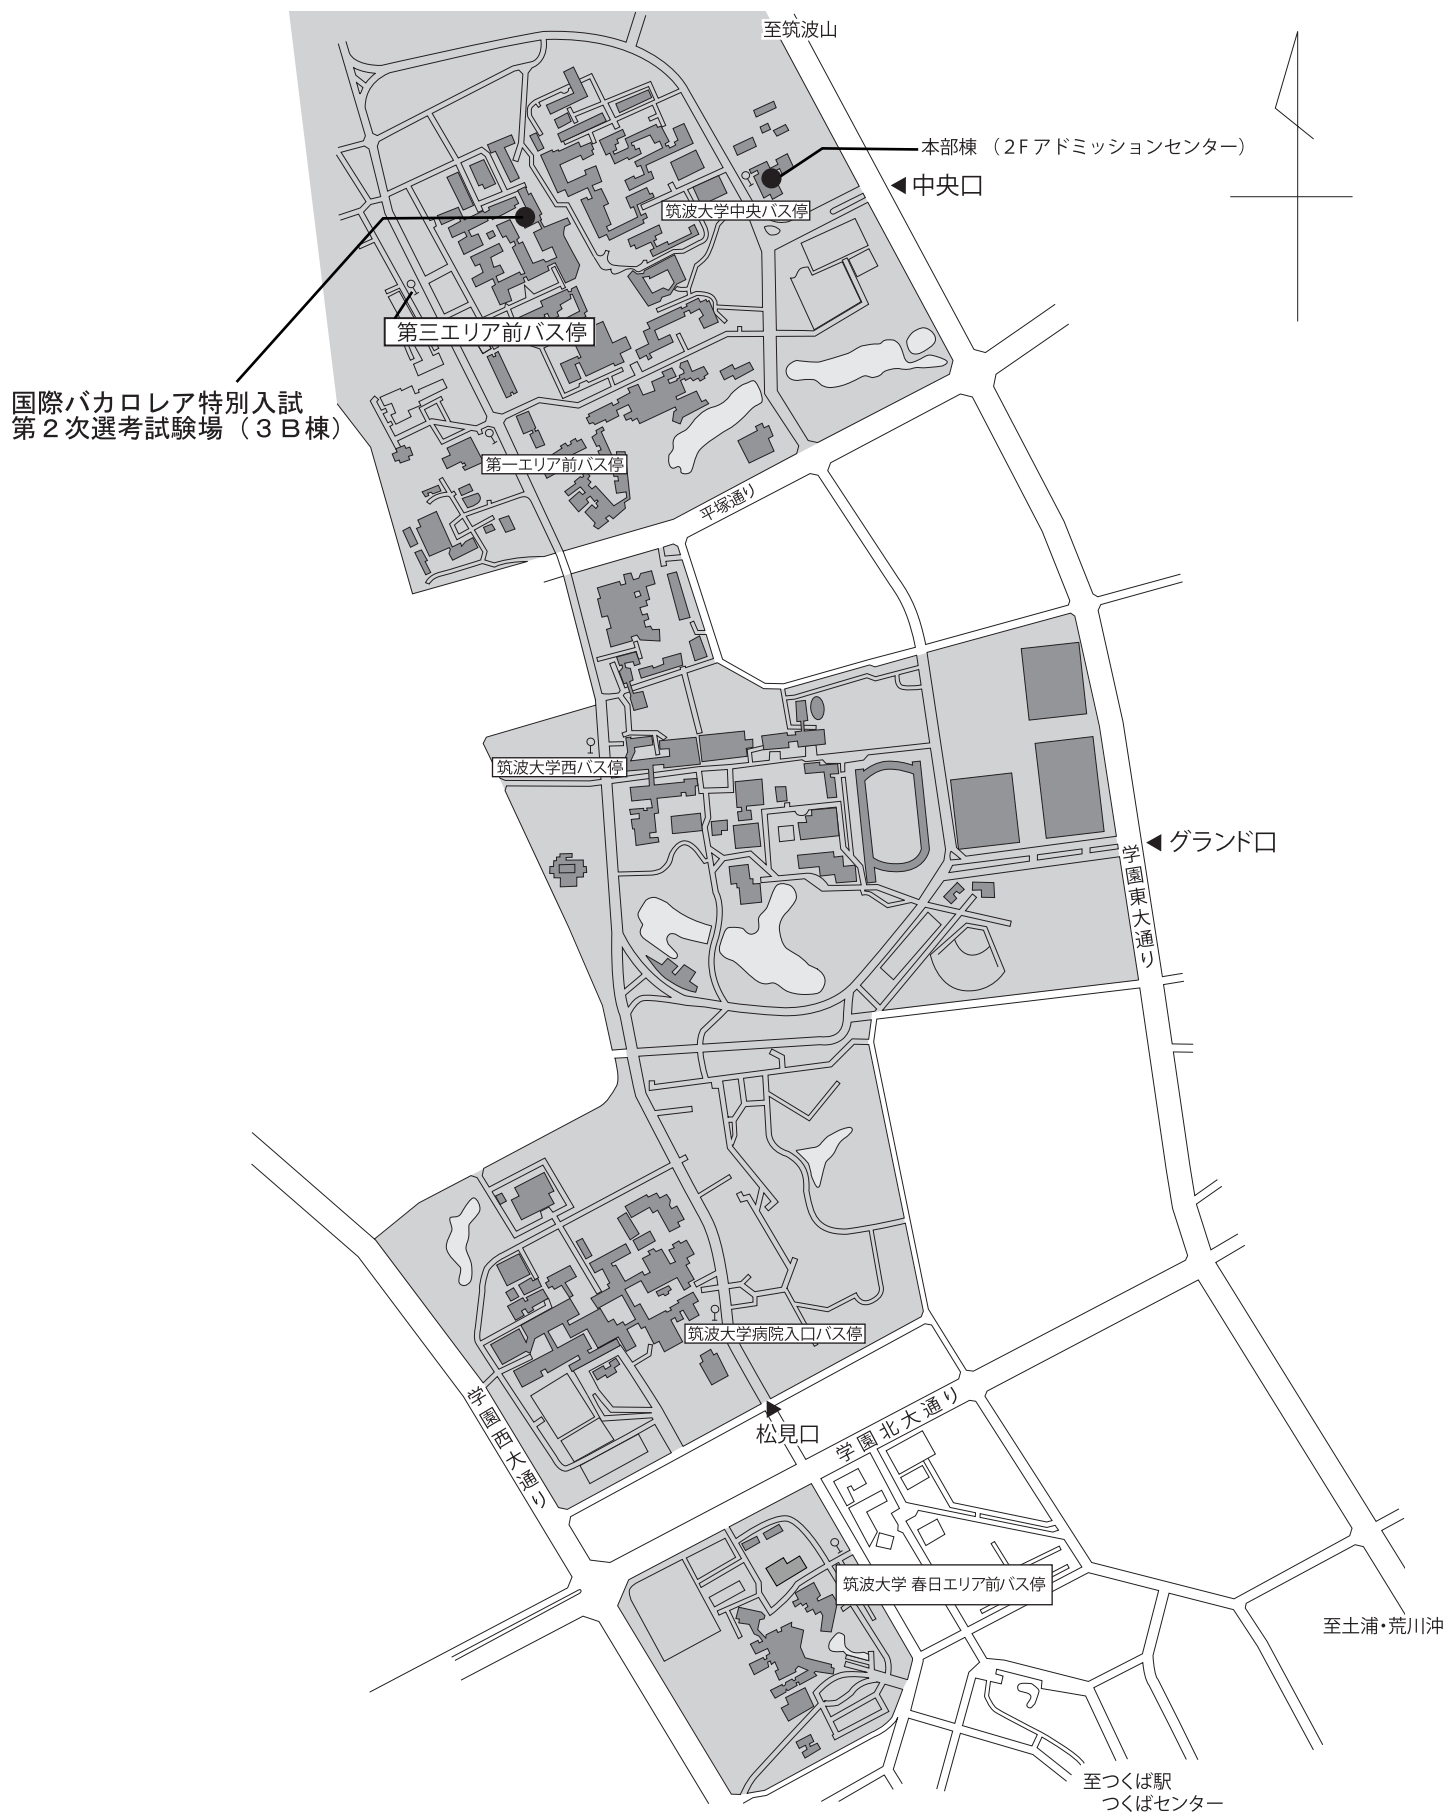 至筑波山
本部棟（２Ｆアドミッションセンター）
◀中央口
筑波大学中央バス停
第三エリア前バス停
国際バカロレア特別入試
第２次選考試験場（３Ｂ棟）
第一エリア前バス停
平塚通り
筑波大学西バス停
◀グランド口
学園東大通り
筑波大学病院入口バス停
学園西大通り
松見口
学園北大通り
筑波大学 春日エリア前バス停
至土浦・荒川沖
至つくば駅
つくばセンター